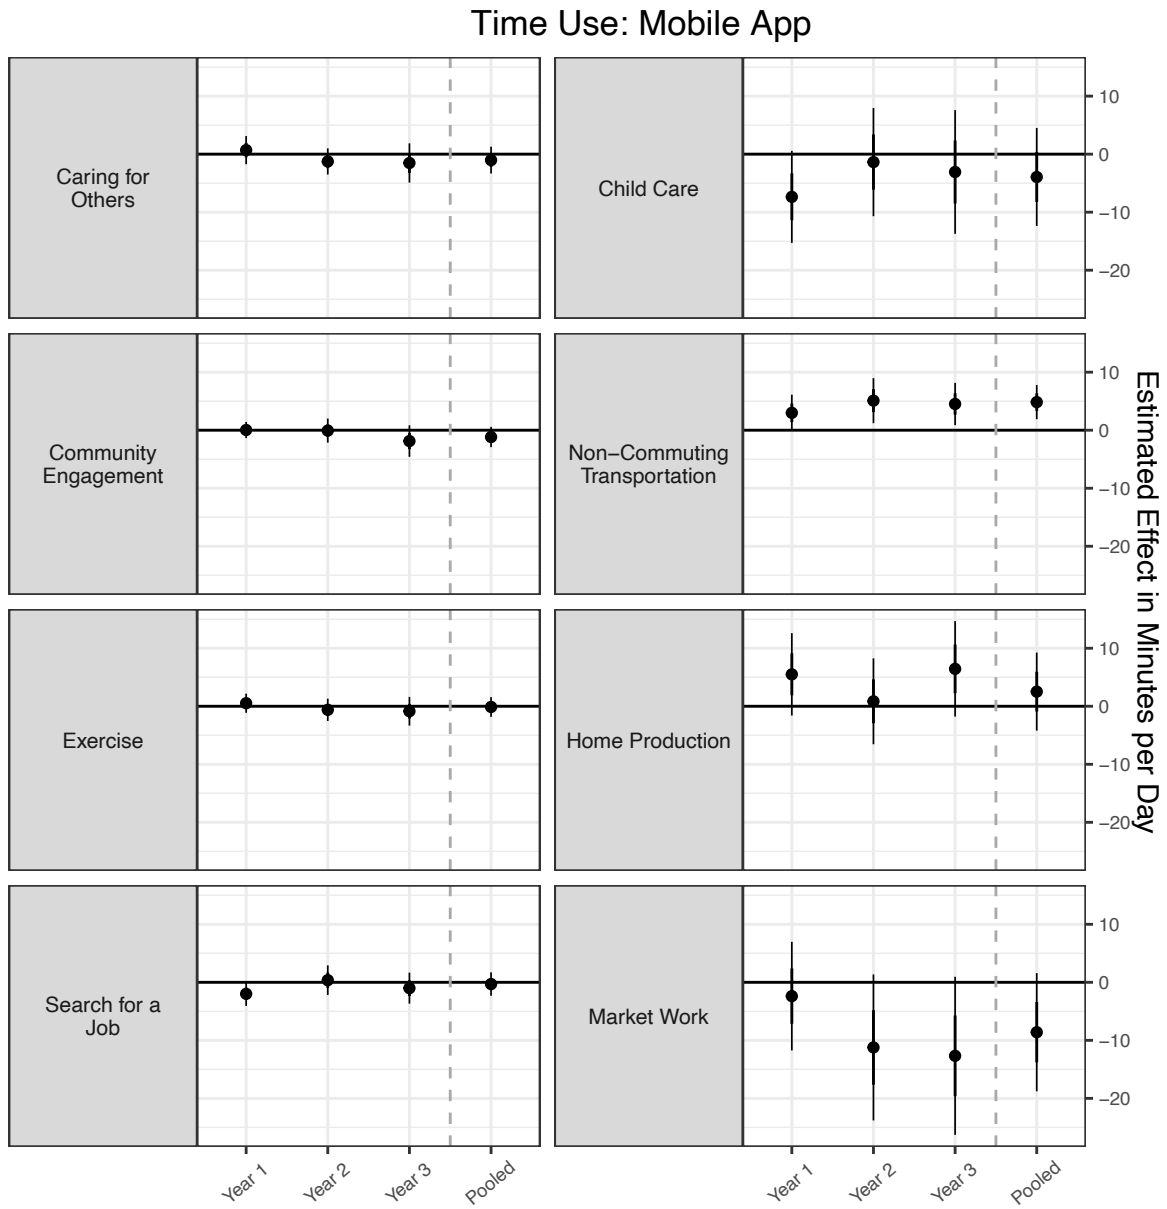 Time Use: Mobile App
Caring for
Others
Child Care
10
0
−10
−20
Community
Engagement
Non−Commuting
Transportation
10
0
−10
−20
Exercise
Home Production
10
0
−10
−20
Search for a
Job
Market Work
10
0
−10
−20
Estimated Effect in Minutes per Day
Year 1
Year 2
Year 3
Pooled
Year 1
Year 2
Year 3
Pooled